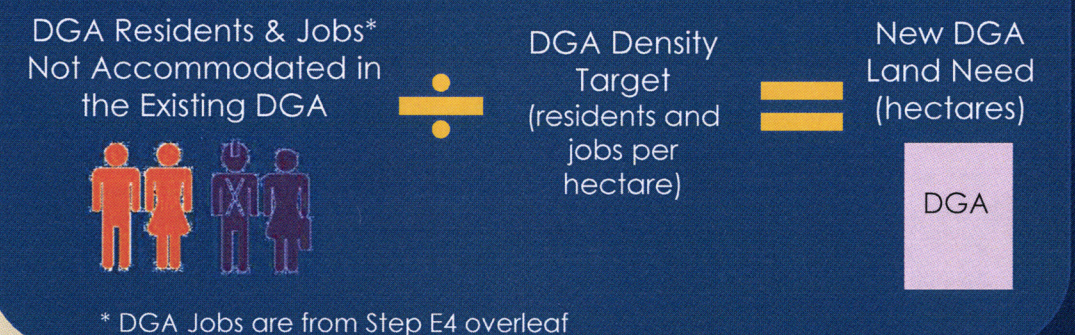 DGA Residents & Jobs*
Not Accommodated in
the Existing DGA
÷
DGA Density
Target
(residents and
jobs per
hectare)
=
New DGA
Land Need
(hectares)
DGA
* DGA Jobs are from Step E4 overleaf